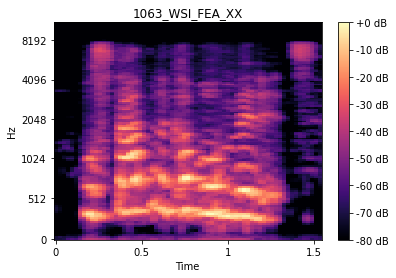 1063_WSI_FEA_XX
8192
4096
2048
1024
512
0
Hz
0
0.5
1
1.5
Time
+0 dB
-10 dB
-20 dB
-30 dB
-40 dB
-50 dB
-60 dB
-70 dB
-80 dB